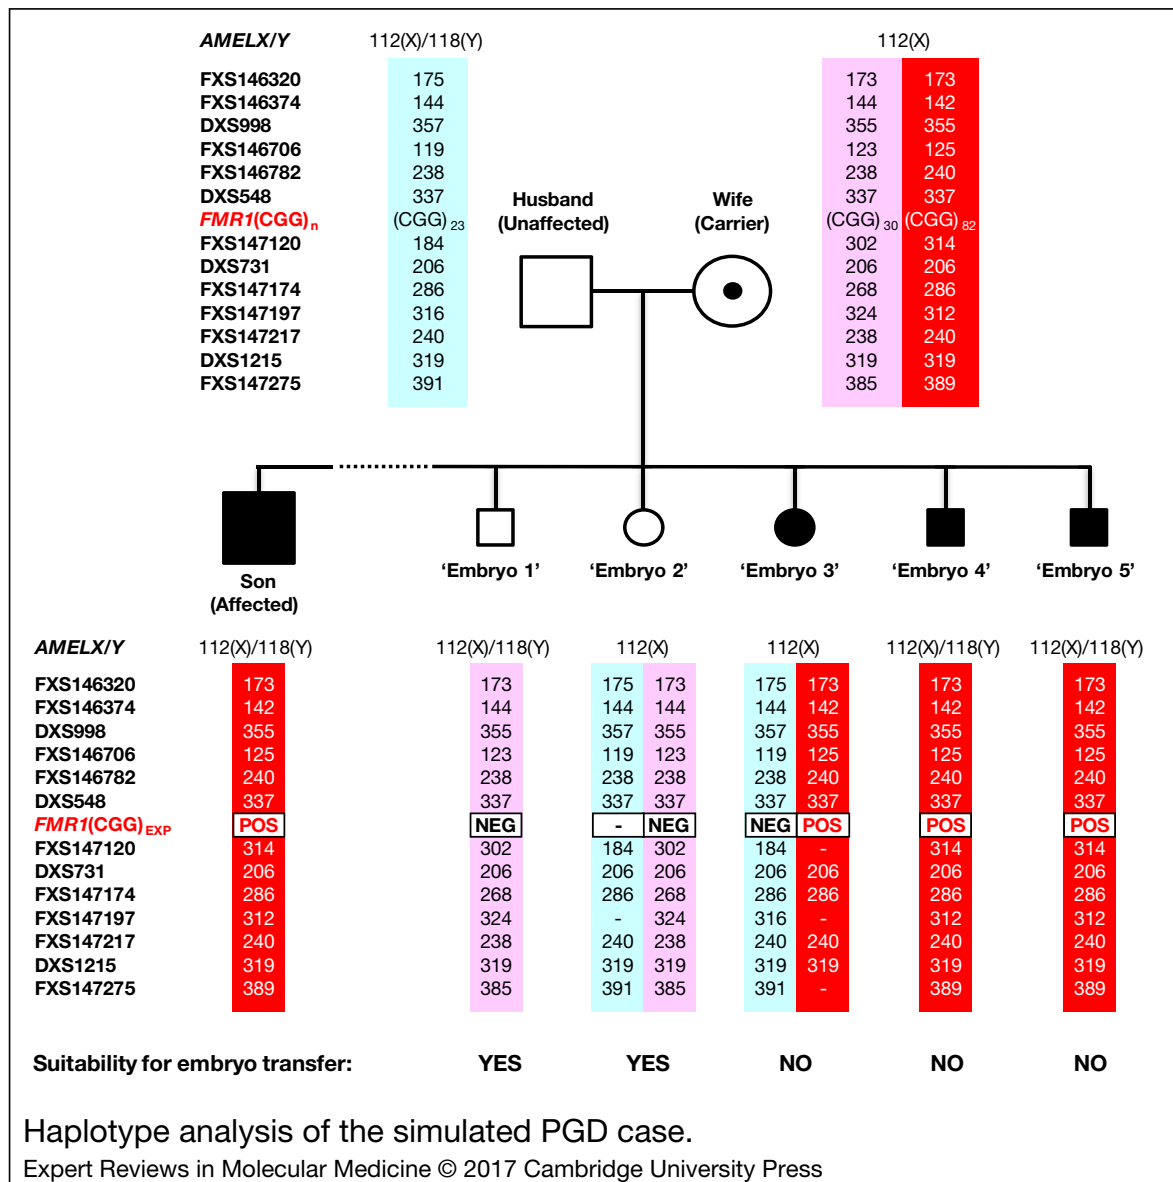 AMELX/Y 112(X)/118(Y) 112(X)
FXS146320 175 173 173
FXS146374 144 144 142
DXS998 357 355 355
FXS146706 119 123 125
FXS146782 238 238 240
DXS548 337 337 337
FMR1(CGG)n (CGG)23 (CGG)30 (CGG)82
FXS147120 184 302 314
DXS731 206 206 206
FXS147174 286 268 286
FXS147197 316 324 312
FXS147217 240 238 240
DXS1215 319 319 319
FXS147275 391 385 389
Husband
(Unaffected)
Wife
(Carrier)
Son
(Affected)
'Embryo 1' 'Embryo 2' 'Embryo 3' 'Embryo 4' 'Embryo 5'
AMELX/Y 112(X)/118(Y) 112(X)/118(Y) 112(X) 112(X) 112(X)/118(Y) 112(X)/118(Y)
FXS146320 173 173 175 173 175 173 173 173
FXS146374 142 144 144 144 144 142 142 142
DXS998 355 355 357 355 357 355 355 355
FXS146706 125 123 119 123 119 125 125 125
FXS146782 240 238 238 238 238 240 240 240
DXS548 337 337 337 337 337 337 337 337
FMR1(CGG)EXP POS NEG - NEG NEG POS POS POS
FXS147120 314 302 184 302 184 - 314 314
DXS731 206 206 206 206 206 206 206 206
FXS147174 286 268 286 268 286 286 286 286
FXS147197 312 324 - 324 316 - 312 312
FXS147217 240 238 240 238 240 240 240 240
DXS1215 319 319 319 319 319 319 319 319
FXS147275 389 385 391 385 391 - 389 389
Suitability for embryo transfer: YES YES NO NO NO
Haplotype analysis of the simulated PGD case.
Expert Reviews in Molecular Medicine © 2017 Cambridge University Press